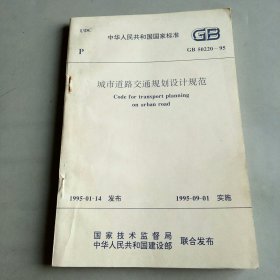 UDC
中华人民共和国国家标准
GB
P
GB 50220－95
城市道路交通规划设计规范
Code for transport planning
on urban road
1995-01-14 发布
1995-09-01 实施
国家技术监督局
中华人民共和国建设部
联合发布